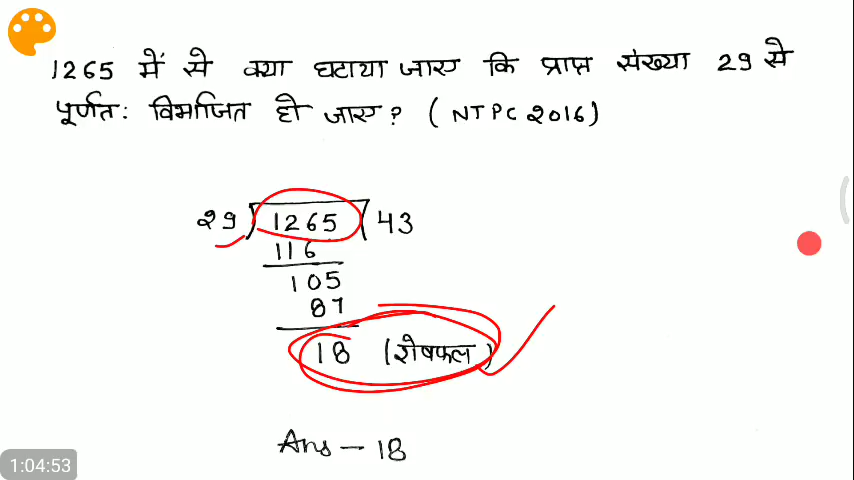 1265 में से क्या घटाया जाए कि प्राप्त संख्या 29 से
पूर्णतः विभाजित हो जाए? (NTPC 2016)
29) 1265 (43
116
105
87
18 (शेषफल)
Ans - 18
1:04:53